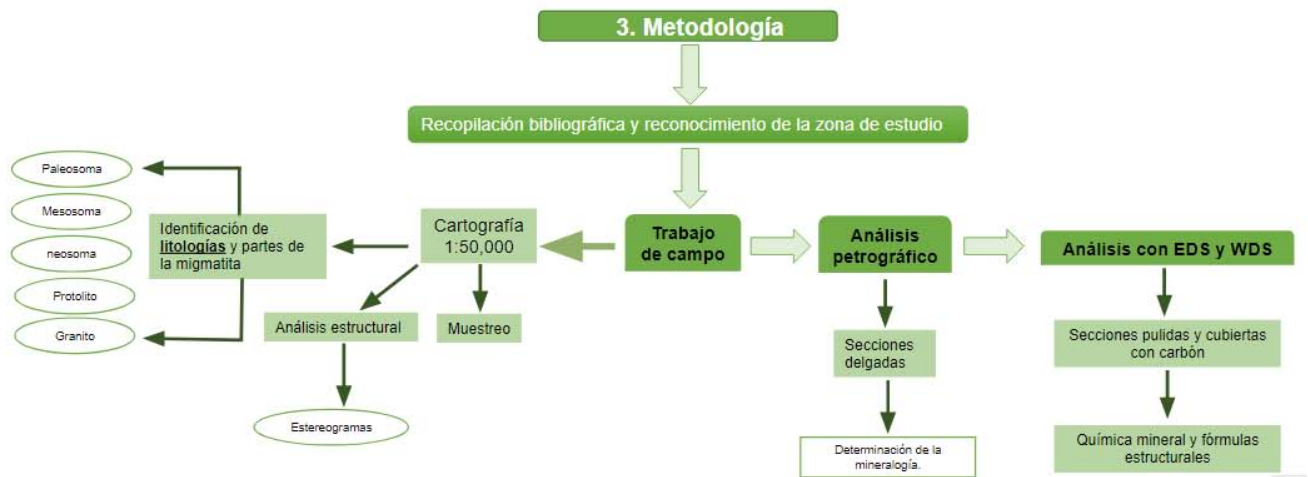 3. Metodología
Recopilación bibliográfica y reconocimiento de la zona de estudio
Trabajo
de campo
Cartografía
1:50,000
Identificación de
litologías y partes de
la migmatita
Paleosoma
Mesosoma
neosoma
Protolito
Granito
Análisis estructural
Estereogramas
Muestreo
Análisis
petrográfico
Secciones
delgadas
Determinación de la
mineralogía.
Análisis con EDS y WDS
Secciones pulidas y cubiertas
con carbón
Química mineral y fórmulas
estructurales